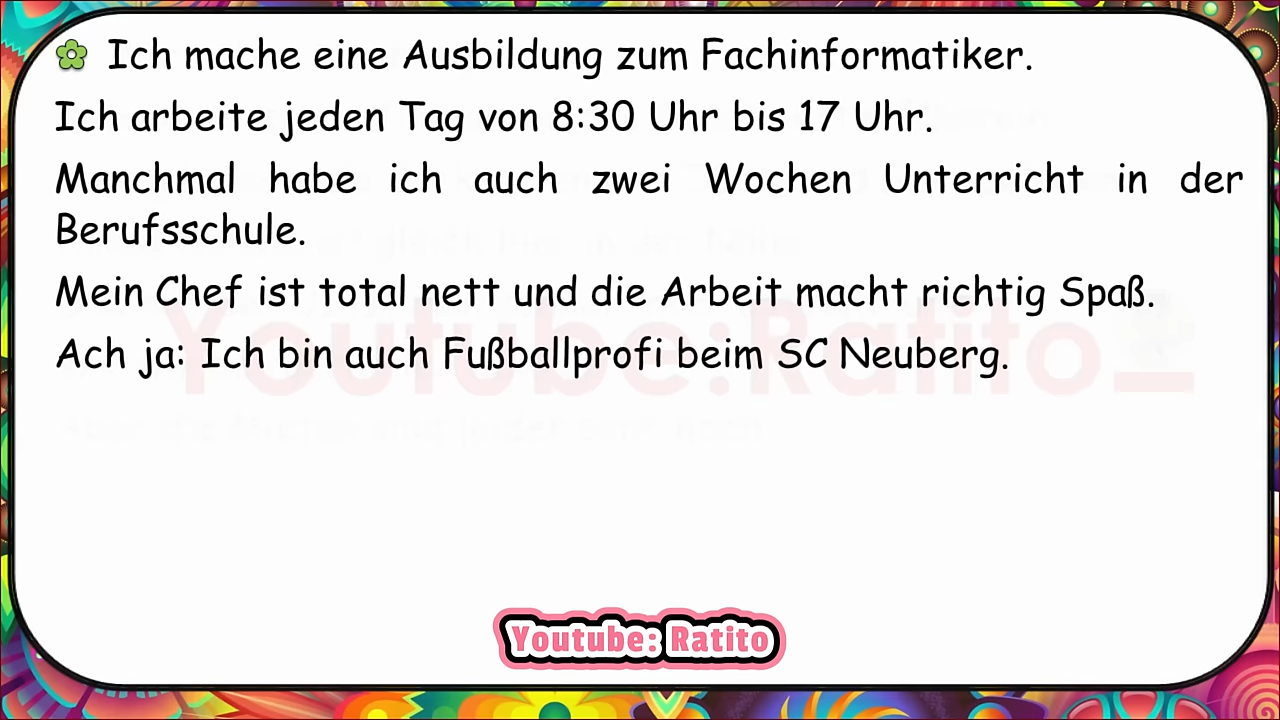 Ich mache eine Ausbildung zum Fachinformatiker.
Ich arbeite jeden Tag von 8:30 Uhr bis 17 Uhr.
Manchmal habe ich auch zwei Wochen Unterricht in der
Berufsschule.
Mein Chef ist total nett und die Arbeit macht richtig Spaß.
Ach ja: Ich bin auch Fußballprofi beim SC Neuberg.
Youtube:Ratito
Youtube: Ratito